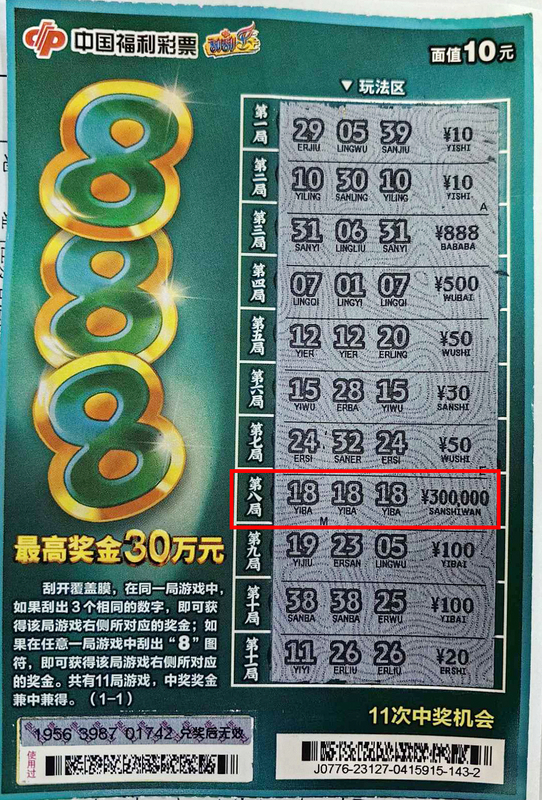 中国福利彩票 刮刮乐
面值10元
888
▼玩法区
第一局 29 05 39 ¥10
ERJIU LINGWU SANJIU YISHI
第二局 10 30 10 ¥10
YILING SANLING YILING YISHI
A
第三局 31 06 31 ¥888
SANYI LINGLIU SANYI BABABA
第四局 07 01 07 ¥500
LINGQI LINGYI LINGQI WUBAI
第五局 12 12 20 ¥50
YIER YIER ERLING WUSHI
第六局 15 28 15 ¥30
YIWU ERBA YIWU SANSHI
第七局 24 32 24 ¥50
ERSI SANER ERSI WUSHI
第八局 18 18 18 ¥300,000
YIBA YIBA YIBA SANSHIWAN
M
第九局 19 23 05 ¥100
YIJIU ERSAN LINGWU YIBAI
第十局 38 38 25 ¥100
SANBA SANBA ERWU YIBAI
第十一局 11 26 26 ¥20
YIYI ERLIU ERLIU ERSHI
最高奖金30万元
刮开覆盖膜，在同一局游戏中，
如果刮出3个相同的数字，即可获
得该局游戏右侧所对应的奖金；如
果在任意一局游戏中刮出“8”图
符，即可获得该局游戏右侧所对应
的奖金。共有11局游戏，中奖奖金
兼中兼得。（1-1）
11次中奖机会
1956 3987 01742 兑奖后无效
使用过
J0776-23127-0415915-143-2